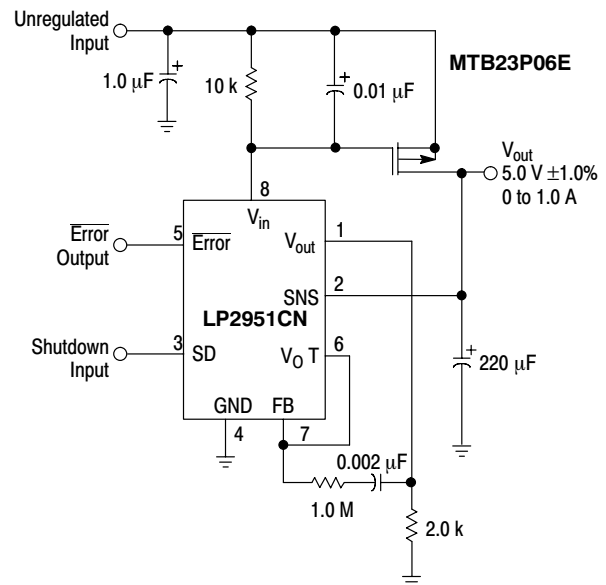 Unregulated
Input
MTB23P06E
1.0 μF
+
10 k
+
0.01 μF
Vout
5.0 V ±1.0%
0 to 1.0 A
8
Vin
Error
Output
5
Error
Vout
1
SNS
2
LP2951CN
Shutdown
Input
3
SD
VO T
6
+
220 μF
GND
FB
4
7
0.002 μF
1.0 M
2.0 k